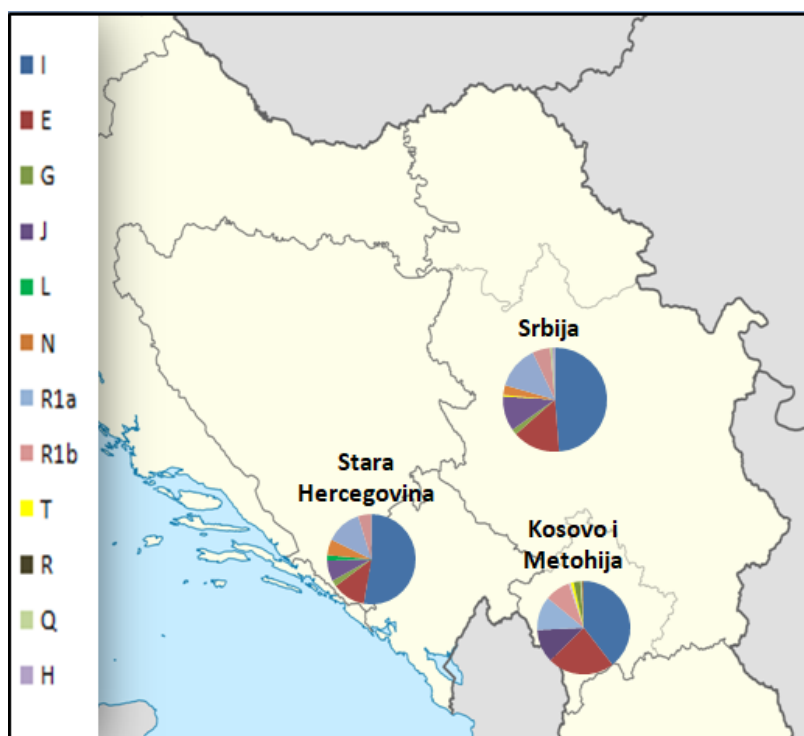 I
E
G
J
L
N
R1a
R1b
T
R
Q
H
Srbija
Stara
Hercegovina
Kosovo i
Metohija